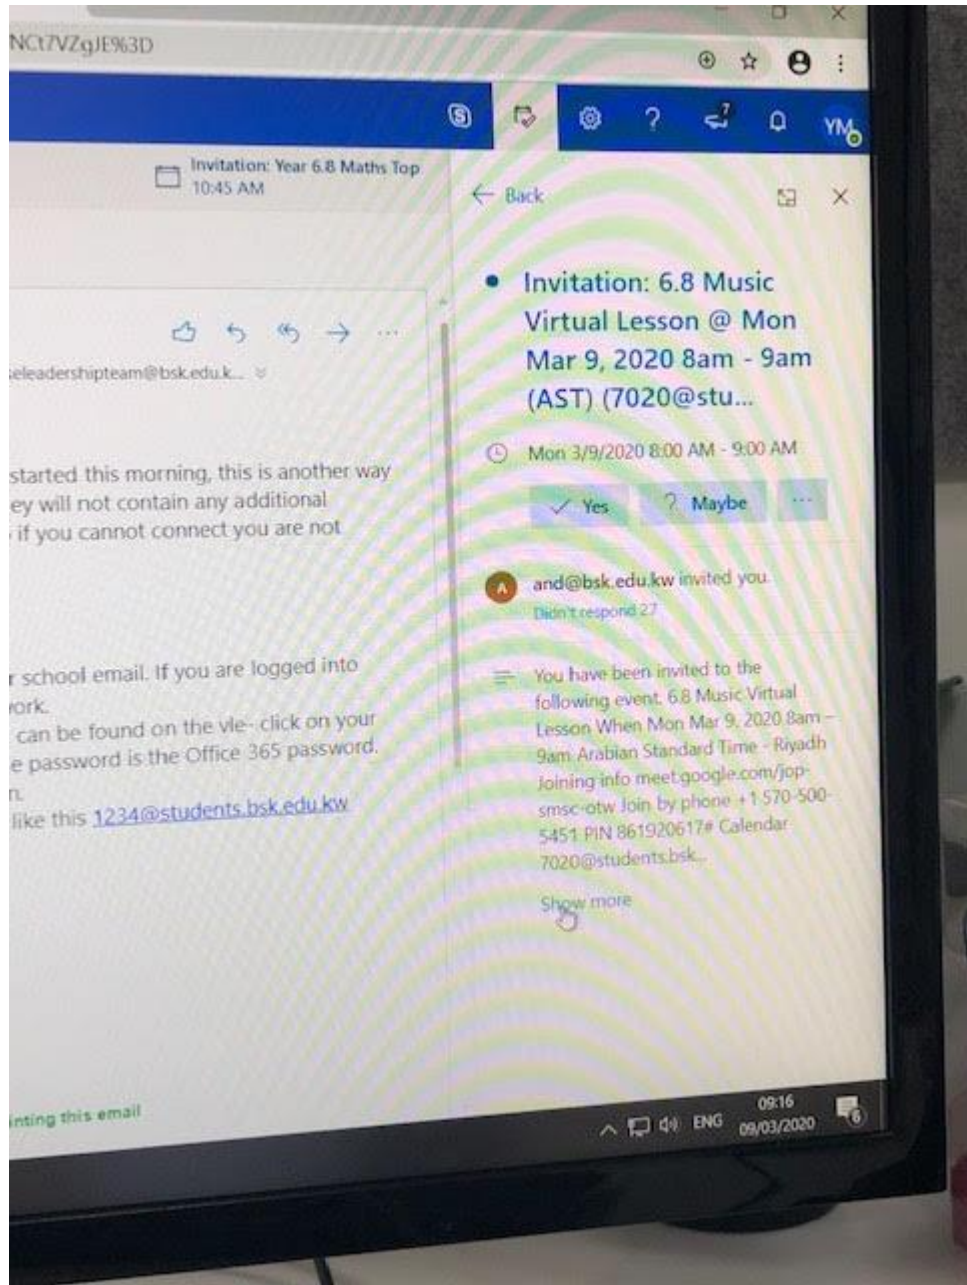 NCt7VZgJE%3D
7
YM
Invitation: Year 6.8 Maths Top
10:45 AM
Back
Invitation: 6.8 Music
Virtual Lesson @ Mon
Mar 9, 2020 8am - 9am
(AST) (7020@stu...
Mon 3/9/2020 8:00 AM - 9:00 AM
Yes
? Maybe
...
A
and@bsk.edu.kw invited you.
Didn't respond 27
You have been invited to the
following event. 6.8 Music Virtual
Lesson When Mon Mar 9, 2020 8am –
9am Arabian Standard Time - Riyadh
Joining info meet.google.com/jop-
smsc-otw Join by phone +1 570-500-
5451 PIN 861920617# Calendar
7020@students.bsk...
Show more
eleadershipteam@bsk.edu.k...
started this morning, this is another way
ey will not contain any additional
if you cannot connect you are not
r school email. If you are logged into
ork.
can be found on the vle- click on your
e password is the Office 365 password.
n.
like this 1234@students.bsk.edu.kw
inting this email
ENG
09:16
09/03/2020
6